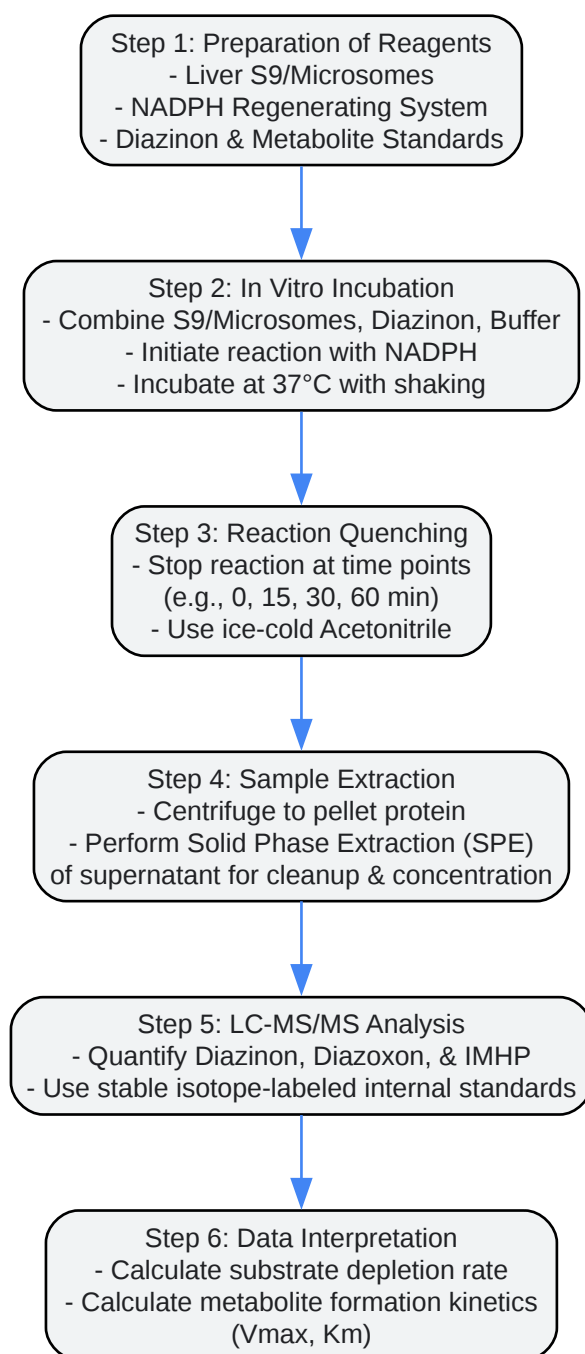 Step 1: Preparation of Reagents
- Liver S9/Microsomes
- NADPH Regenerating System
- Diazinon & Metabolite Standards
Step 2: In Vitro Incubation
- Combine S9/Microsomes, Diazinon, Buffer
- Initiate reaction with NADPH
- Incubate at 37°C with shaking
Step 3: Reaction Quenching
- Stop reaction at time points
(e.g., 0, 15, 30, 60 min)
- Use ice-cold Acetonitrile
Step 4: Sample Extraction
- Centrifuge to pellet protein
- Perform Solid Phase Extraction (SPE)
of supernatant for cleanup & concentration
Step 5: LC-MS/MS Analysis
- Quantify Diazinon, Diazoxon, & IMHP
- Use stable isotope-labeled internal standards
Step 6: Data Interpretation
- Calculate substrate depletion rate
- Calculate metabolite formation kinetics
(Vmax, Km)